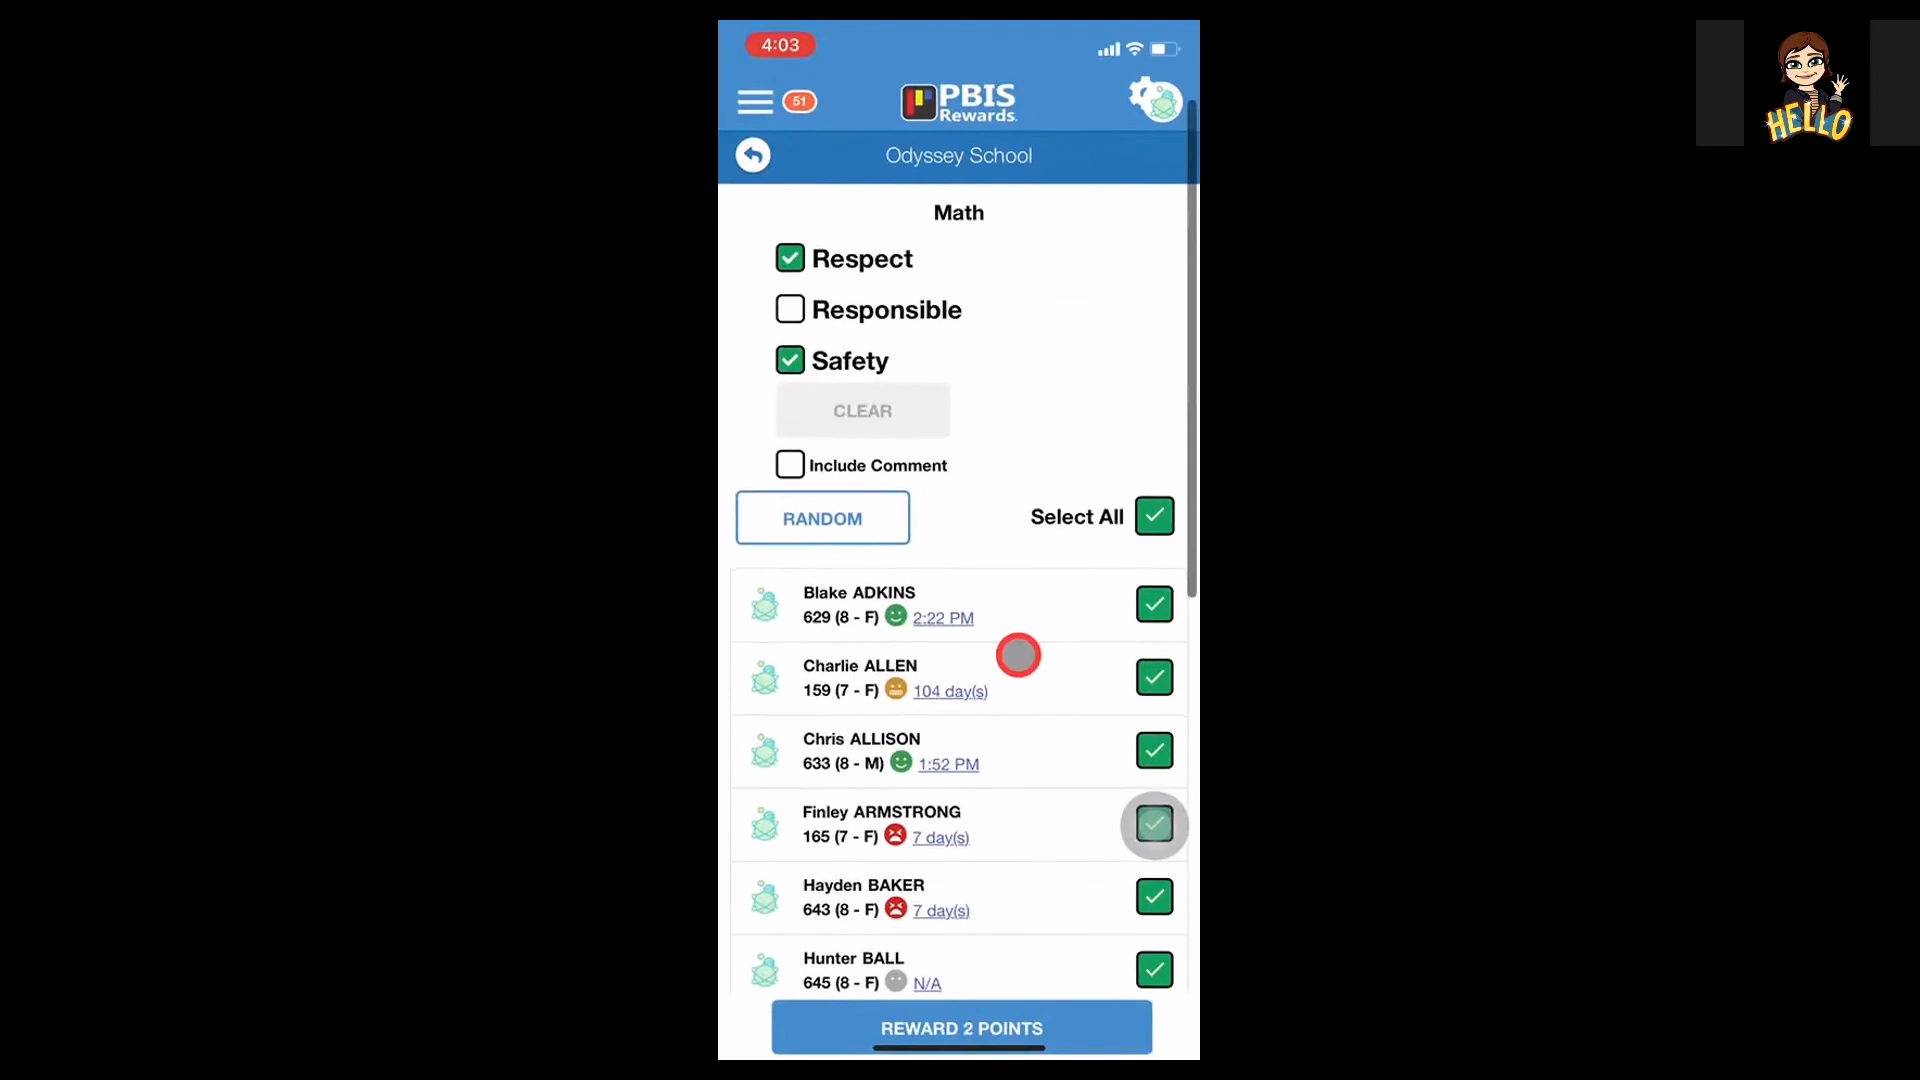 4:03
51
PBIS
Rewards
Odyssey School
Math
Respect
Responsible
Safety
CLEAR
Include Comment
RANDOM
Select All
Blake ADKINS
629 (8 - F) 2:22 PM
Charlie ALLEN
159 (7 - F) 104 day(s)
Chris ALLISON
633 (8 - M) 1:52 PM
Finley ARMSTRONG
165 (7 - F) 7 day(s)
Hayden BAKER
643 (8 - F) 7 day(s)
Hunter BALL
645 (8 - F) N/A
REWARD 2 POINTS
HELLO